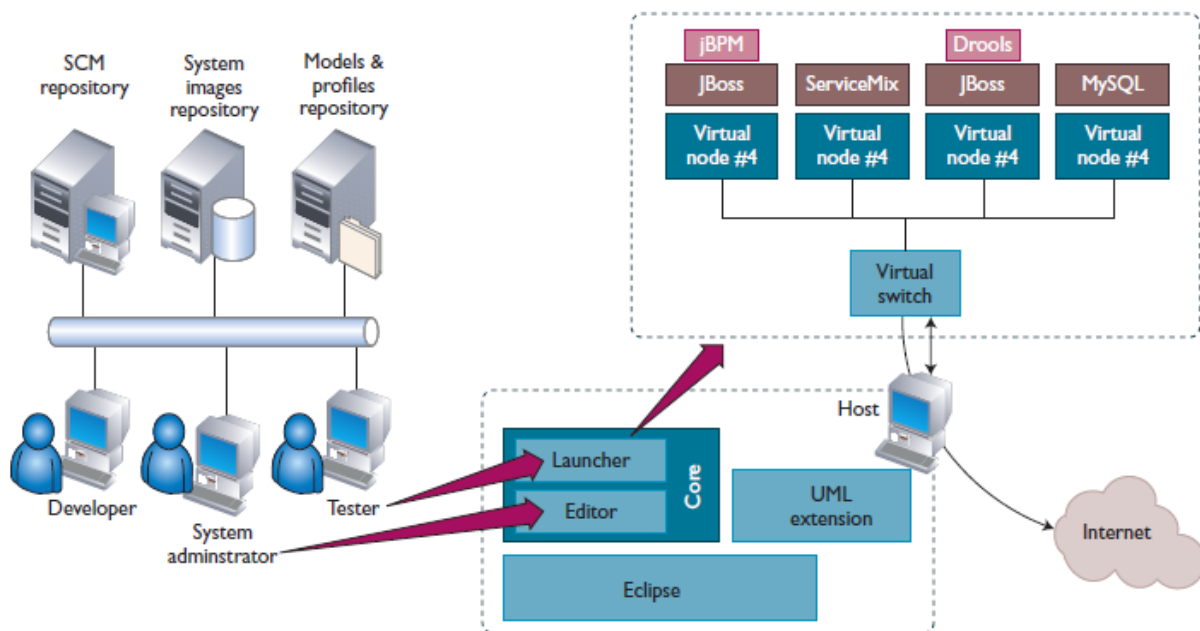 SCM
repository
System
images
repository
Models &
profiles
repository
Developer
System
adminstrator
Tester
jBPM
JBoss
Virtual
node #4
ServiceMix
Virtual
node #4
Drools
JBoss
Virtual
node #4
MySQL
Virtual
node #4
Virtual
switch
Host
Launcher
Editor
Core
UML
extension
Eclipse
Internet